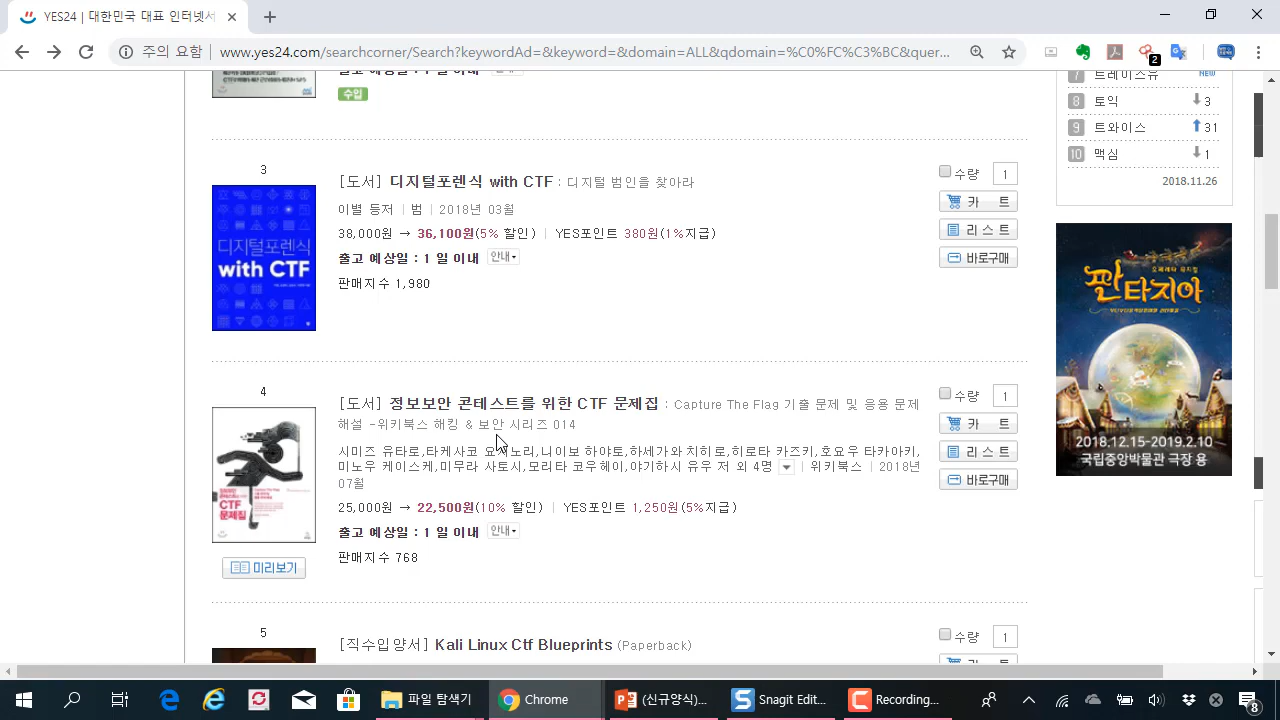 YES24 | 대한민국 대표 인터넷서
주의 요함
www.yes24.com/searchcorner/Search?keywordAd=&keyword=&domain=ALL&qdomain=%C0%FC%C3%BC&quer...
2
수입
3
디지털포렌식
with CTF
[도서] 디지털포렌식 with CTF : 디지털 범인을 찾아라
이별 등저 | 범 | 2018년 03월
38,000원 → 36,100원(5% 할인) | YES포인트 380원(1%지급)
출고 예상일 : 1 일 이내 안내
판매지수 1,380
수량 1
카 트
리 스 트
바로구매
4
CTF
문제집
미리보기
[도서] 정보보안 콘테스트를 위한 CTF 문제집 : Capture The Flag 기출 문제 및 응용 문제
해설 -위키북스 해킹 & 보안 시리즈 014
시미즈 유타로,타케사코 요시노리,니이보 하야토,하세가와 치히로,히로타 카즈키,호요우 타카아키,
미노우 케이스케,미무라 사토시,모리타 코우헤이,야기하시 유우 저 외 4명 | 위키북스 | 2018년
07월
25,000원 → 22,500원(10% 할인) | YES포인트 1,250원(5%지급)
출고 예상일 : 1 일 이내 안내
판매지수 768
수량 1
카 트
리 스 트
바로구매
5
[직수입양서] Kali Linux Ctf Blueprints (Paperback)
수량 1
7 트레이스유 NEW
8 토익 3
9 트와이스 31
10 맥심 1
2018.11.26
오페레타 뮤지컬
판타지아
2018.12.15-2019.2.10
국립중앙박물관 극장 용
파일 탐색기
Chrome
(신규양식)...
Snagit Edit...
Recording...
8